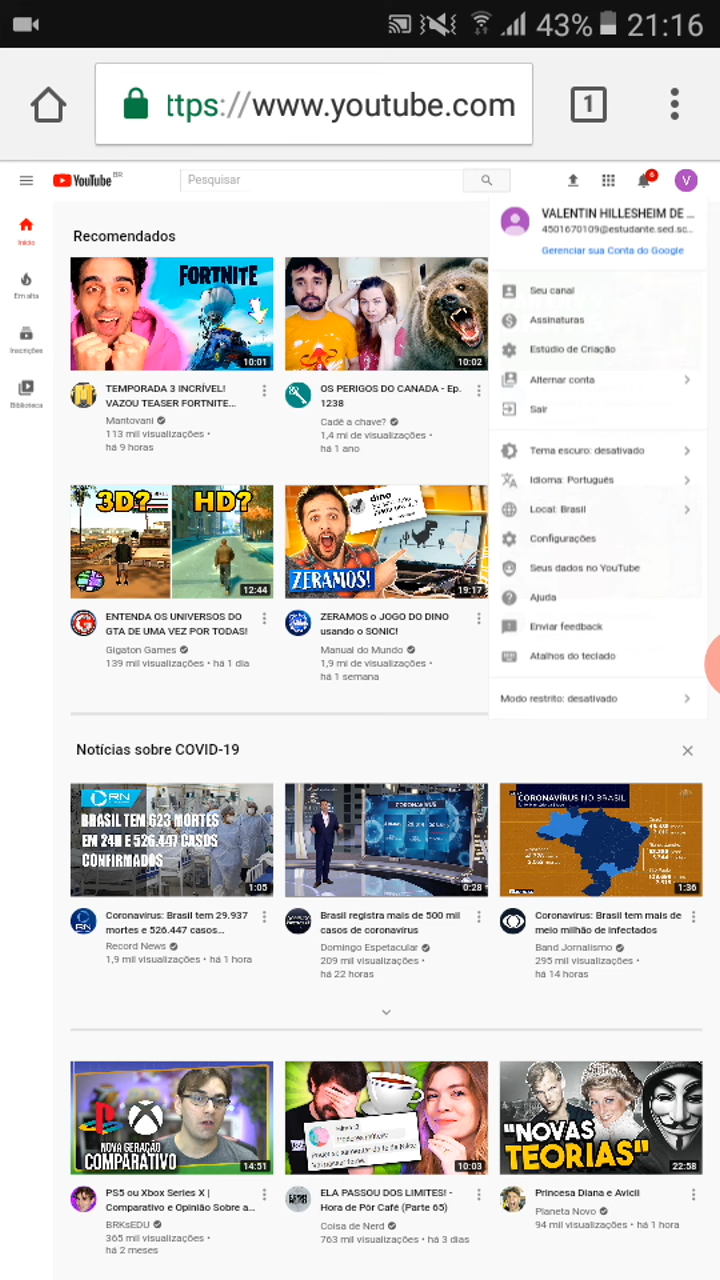 43% 21:16
ttps://www.youtube.com
1
YouTube BR
Pesquisar
6
V
Início
Em alta
Inscrições
Biblioteca
VALENTIN HILLESHEIM DE ...
4501670109@estudante.sed.sc...
Gerenciar sua Conta do Google
Seu canal
Assinaturas
Estúdio de Criação
Alternar conta
Sair
Tema escuro: desativado
Idioma: Português
Local: Brasil
Configurações
Seus dados no YouTube
Ajuda
Enviar feedback
Atalhos do teclado
Modo restrito: desativado
Recomendados
FORTNITE
10:01
TEMPORADA 3 INCRÍVEL!
VAZOU TEASER FORTNITE...
Mantovani
113 mil visualizações •
há 9 horas
10:02
OS PERIGOS DO CANADA - Ep.
1238
Cadê a chave?
1,4 mi de visualizações •
há 1 ano
3D? HD?
12:44
ENTENDA OS UNIVERSOS DO
GTA DE UMA VEZ POR TODAS!
Gigaton Games
139 mil visualizações • há 1 dia
dino
ZERAMOS!
19:17
ZERAMOS o JOGO DO DINO
usando o SONIC!
Manual do Mundo
1,9 mi de visualizações •
há 1 semana
Notícias sobre COVID-19
RN
BRASIL TEM 623 MORTES
EM 24H E 526.447 CASOS
CONFIRMADOS
1:05
Coronavírus: Brasil tem 29.937
mortes e 526.447 casos...
Record News
1,9 mil visualizações • há 1 hora
CORONAVÍRUS
0:28
Brasil registra mais de 500 mil
casos de coronavírus
Domingo Espetacular
209 mil visualizações •
há 22 horas
CORONAVÍRUS NO BRASIL
1:36
Coronavírus: Brasil tem mais de
meio milhão de infectados
Band Jornalismo
295 mil visualizações •
há 14 horas
NOVA GERAÇÃO
COMPARATIVO
14:51
PS5 ou Xbox Series X |
Comparativo e Opinião Sobre a...
BRKsEDU
365 mil visualizações •
há 2 meses
10:03
ELA PASSOU DOS LIMITES! -
Hora de Pôr Café (Parte 65)
Coisa de Nerd
763 mil visualizações • há 3 dias
"NOVAS
TEORIAS"
22:58
Princesa Diana e Avicii
Planeta Novo
94 mil visualizações • há 1 hora